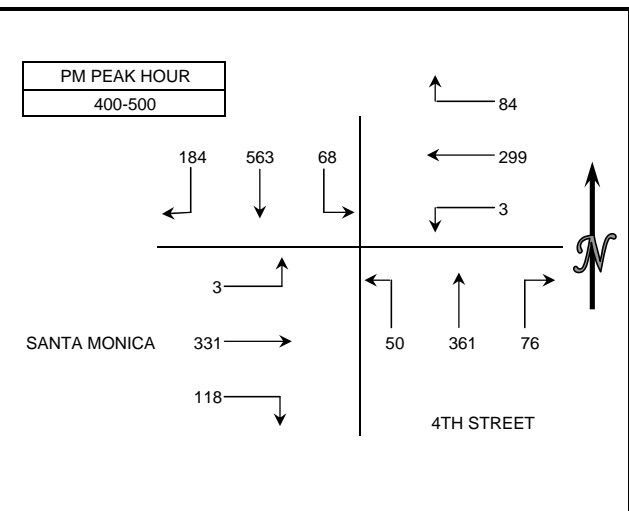 PM PEAK HOUR
400-500
84
184 563 68
299
3
3
N
SANTA MONICA 331
50 361 76
118
4TH STREET